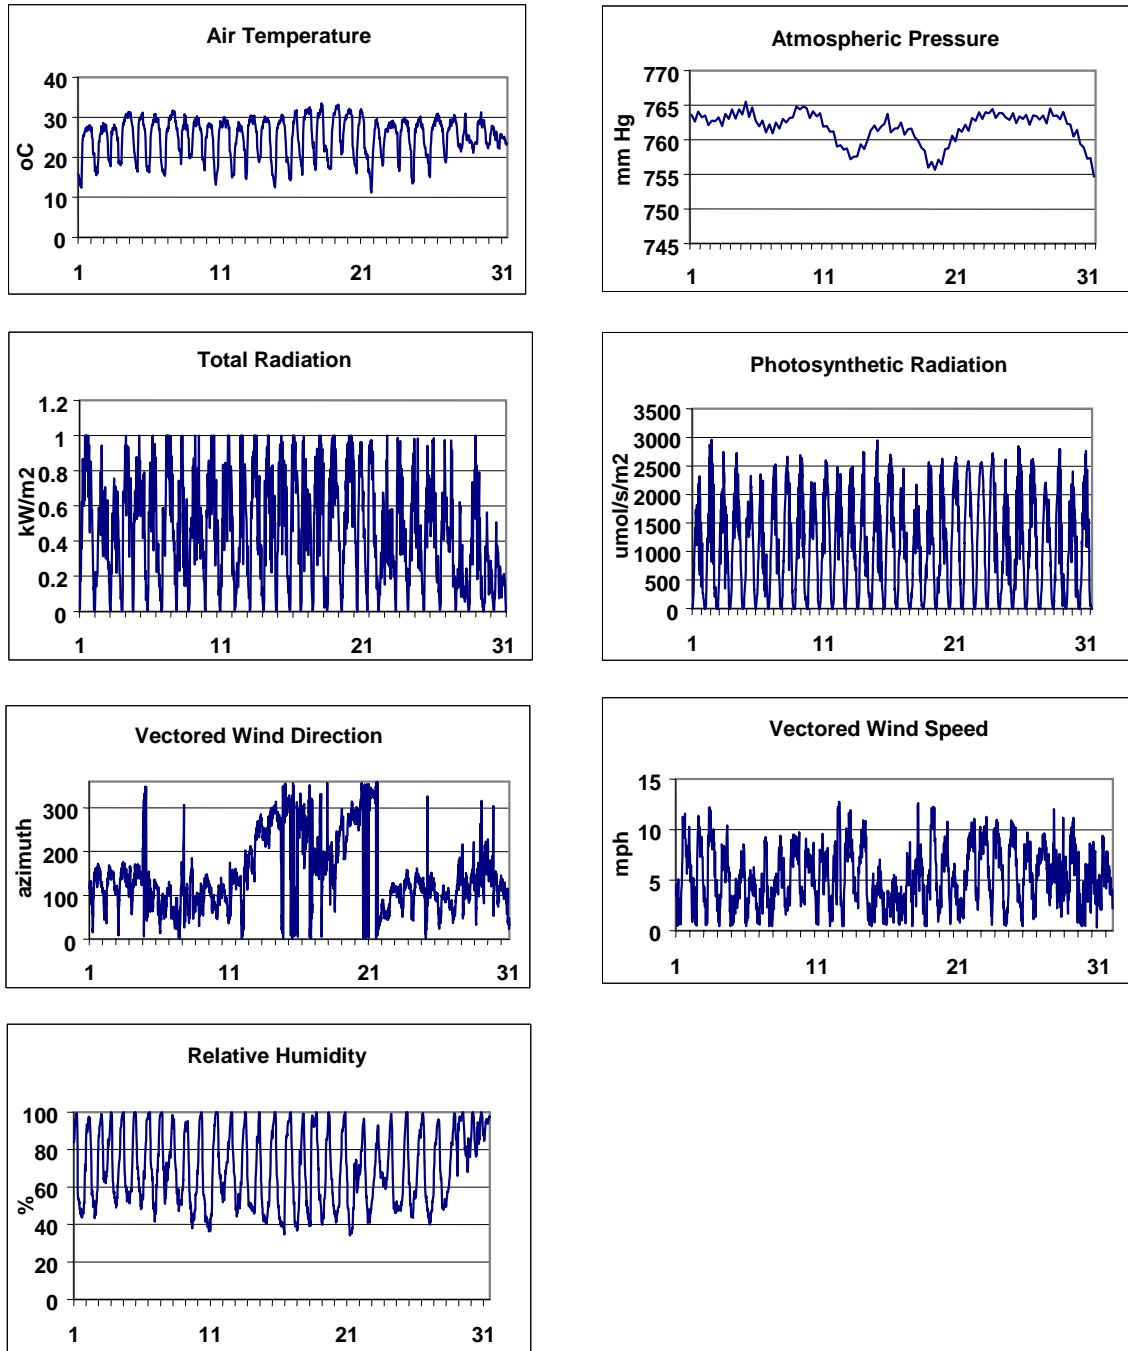 Air Temperature
40
30
20
10
0
oC
1 11 21 31
Atmospheric Pressure
770
765
760
755
750
745
mm Hg
1 11 21 31
Total Radiation
1.2
1
0.8
0.6
0.4
0.2
0
kW/m2
1 11 21 31
Photosynthetic Radiation
3500
3000
2500
2000
1500
1000
500
0
umol/s/m2
1 11 21 31
Vectored Wind Direction
300
200
100
0
azimuth
1 11 21 31
Vectored Wind Speed
15
10
5
0
mph
1 11 21 31
Relative Humidity
100
80
60
40
20
0
%
1 11 21 31